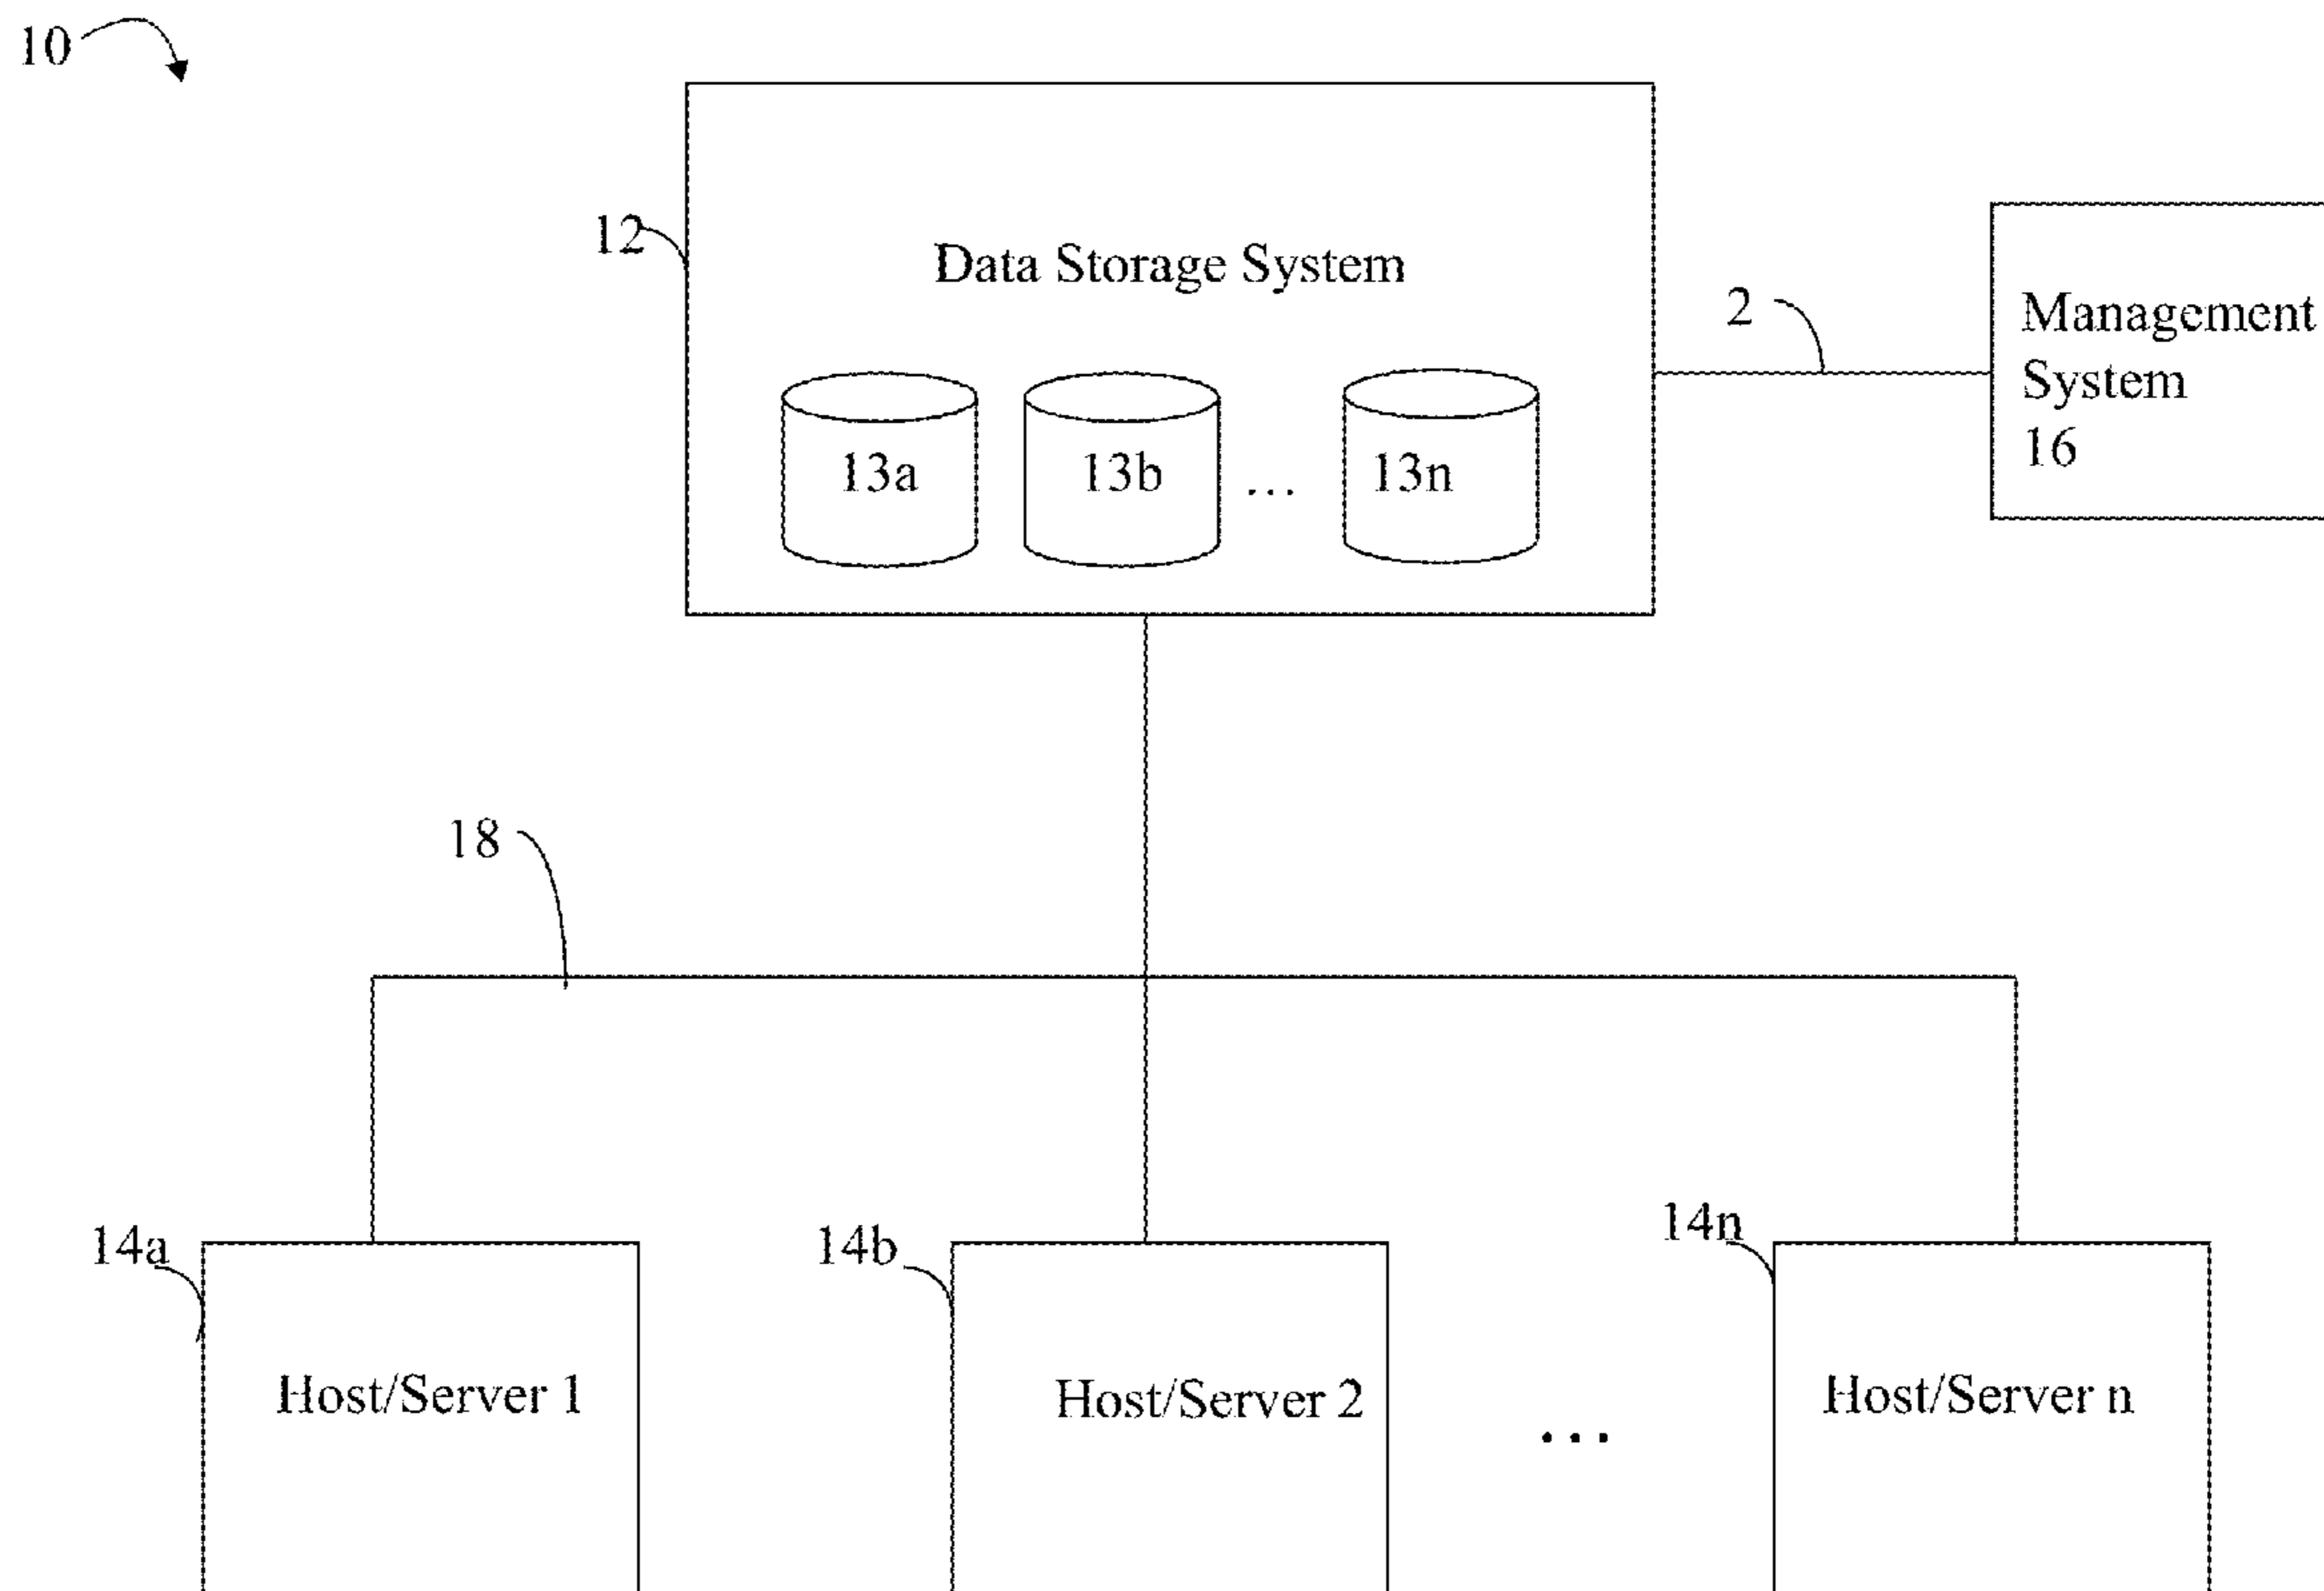 10
12
Data Storage System
2
Management
System
16
13a
13b
...
13n
18
14a
14b
14n
Host/Server 1
Host/Server 2
...
Host/Server n